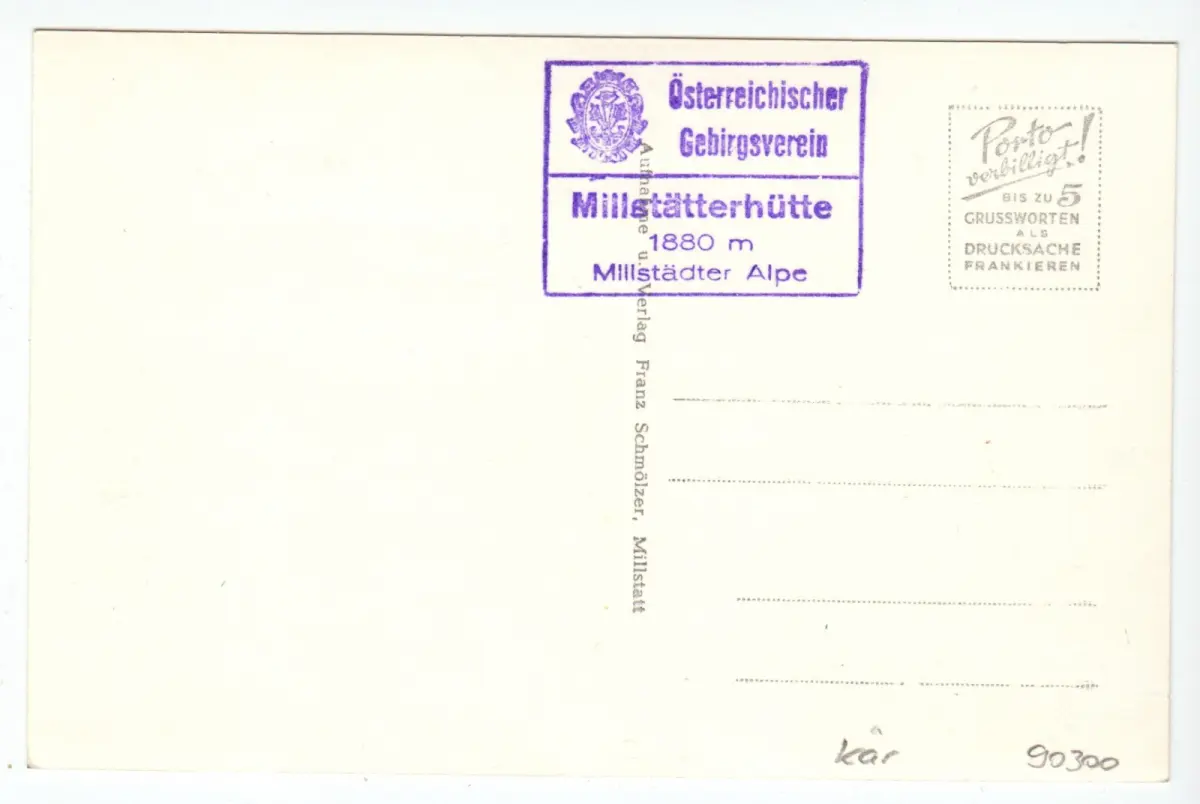 Österreichischer
Gebirgsverein
Millstätterhütte
1880 m
Millstädter Alpe
Porto
verbilligt!
BIS ZU 5
GRUSSWORTEN
ALS
DRUCKSACHE
FRANKIEREN
Aufnahme u. Verlag Franz Schmölzer, Millstatt
kär 90300